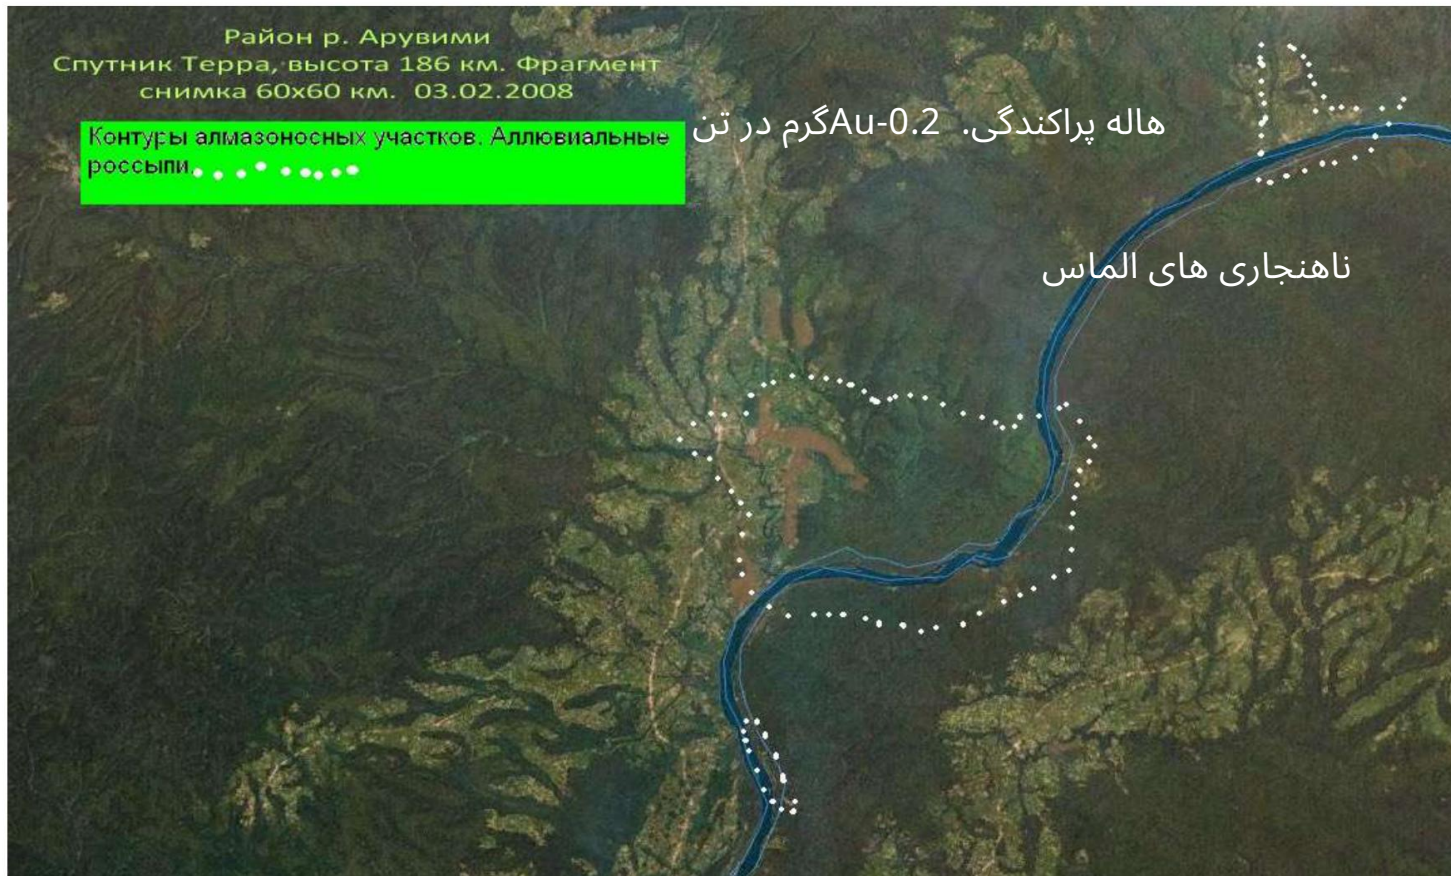 Район р. Арувими
Спутник Терра, высота 186 км. Фрагмент
снимка 60х60 км. 03.02.2008
Контуры алмазоносных участков. Аллювиальные
россыпи.
هاله پراکندگی. Au-0.2گرم در تن
ناهنجاری های الماس